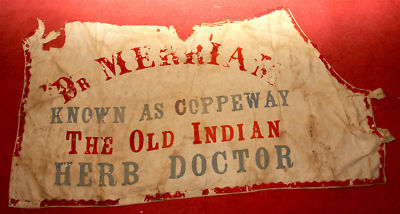 DR MERRIAM
KNOWN AS COPPEWAY
THE OLD INDIAN
HERB DOCTOR